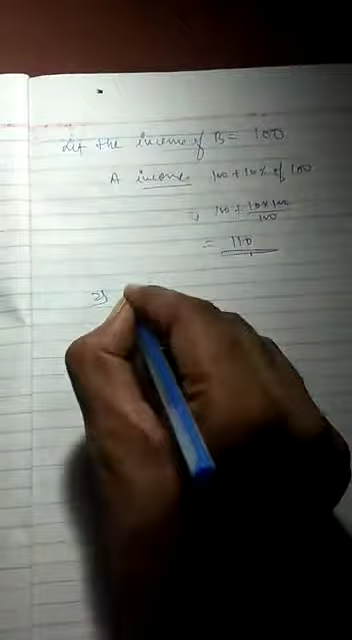 Let the income of B = 100
A income 100 + 10% of 100
= 100 + 10×100/100
= 110
2)